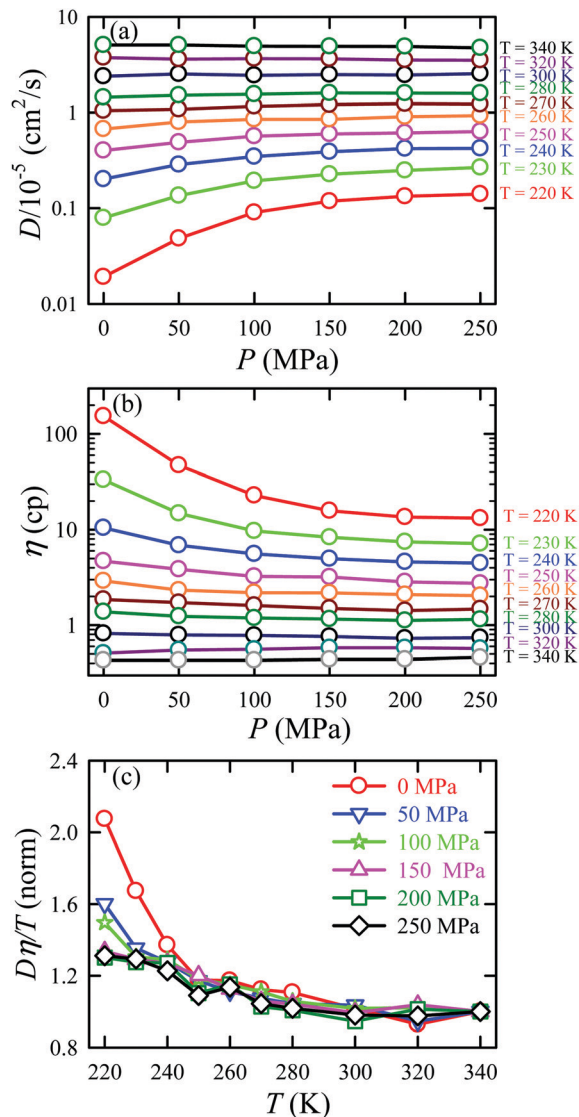 (a)
10
1
0.1
0.01
D/10⁻⁵ (cm²/s)
T = 340 K
T = 320 K
T = 300 K
T = 280 K
T = 270 K
T = 260 K
T = 250 K
T = 240 K
T = 230 K
T = 220 K
0 50 100 150 200 250
P (MPa)
(b)
100
10
1
η (cp)
T = 220 K
T = 230 K
T = 240 K
T = 250 K
T = 260 K
T = 270 K
T = 280 K
T = 300 K
T = 320 K
T = 340 K
0 50 100 150 200 250
P (MPa)
(c)
2.4
2.0
1.6
1.2
0.8
Dη/T (norm)
0 MPa
50 MPa
100 MPa
150 MPa
200 MPa
250 MPa
220 240 260 280 300 320 340
T (K)